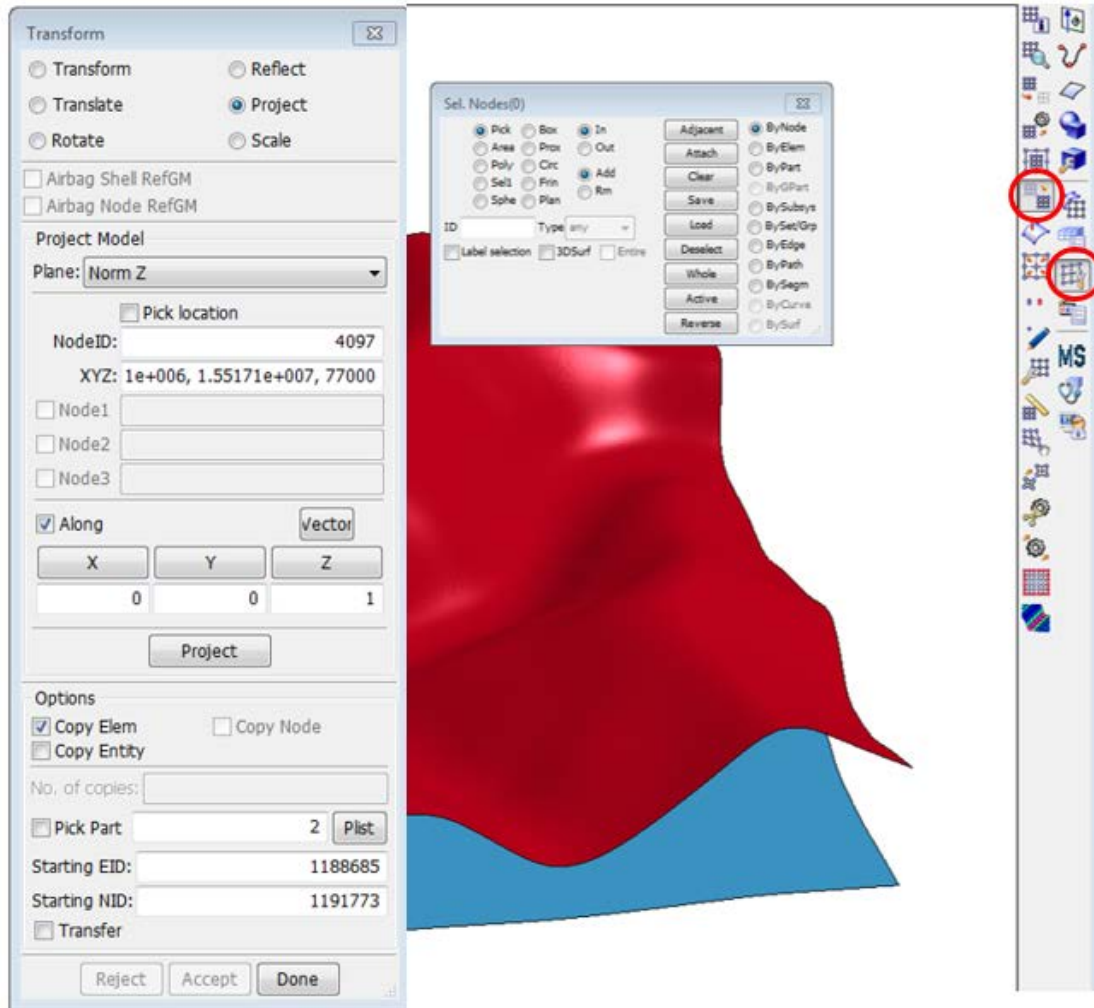 Transform
Transform Reflect
Translate Project
Rotate Scale
Airbag Shell RefGM
Airbag Node RefGM
Project Model
Plane: Norm Z
Pick location
NodeID: 4097
XYZ: 1e+006, 1.55171e+007, 77000
Node1
Node2
Node3
Along Vector
X Y Z
0 0 1
Project
Options
Copy Elem Copy Node
Copy Entity
No. of copies:
Pick Part 2 Plist
Starting EID: 1188685
Starting NID: 1191773
Transfer
Reject Accept Done
Sel. Nodes(0)
Pick Box In Adjacent ByNode
Area Prox Out Attach ByElem
Poly Circ Add Clear ByPart
Sel1 Frin Rm Save ByGPart
Sphe Plan Load BySubsys
ID Type any Deselect BySet/Grp
Label selection 3DSurf Entire Whole ByEdge
Active ByPath
Reverse BySegm
ByCurve
BySurf
MS